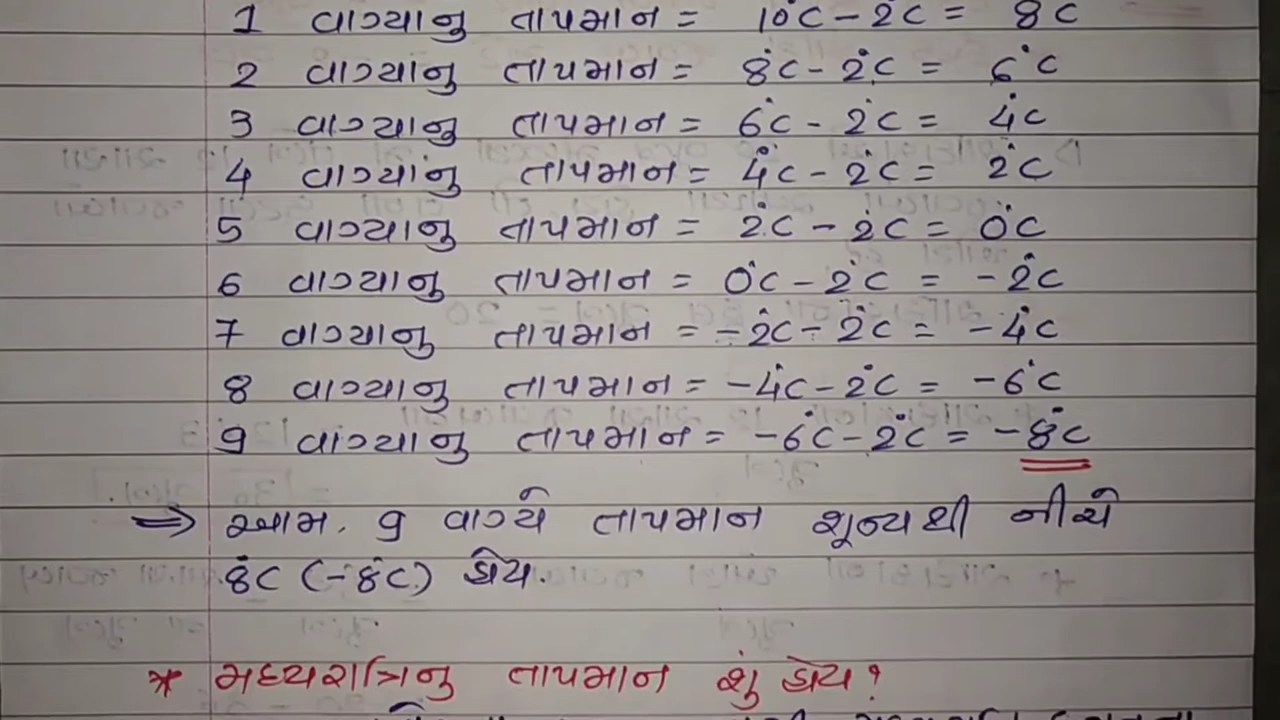 1 વાગ્યાનુ તાપમાન = 10°C - 2°C = 8°C
2 વાગ્યાનુ તાપમાન = 8°C - 2°C = 6°C
3 વાગ્યાનુ તાપમાન = 6°C - 2°C = 4°C
4 વાગ્યાંનુ તાપમાન = 4°C - 2°C = 2°C
5 વાગ્યાનુ તાપમાન = 2°C - 2°C = 0°C
6 વાગ્યાનુ તાપમાન = 0°C - 2°C = -2°C
7 વાગ્યાનુ તાપમાન = -2°C - 2°C = -4°C
8 વાગ્યાનુ તાપમાન = -4°C - 2°C = -6°C
9 વાગ્યાનુ તાપમાન = -6°C - 2°C = -8°C
⇒ આમ. 9 વાગ્યે તાપમાન શૂન્યથી નીચે
8°C (-8°C) હોય.
* મધ્યરાત્રિનુ તાપમાન શું હોય?